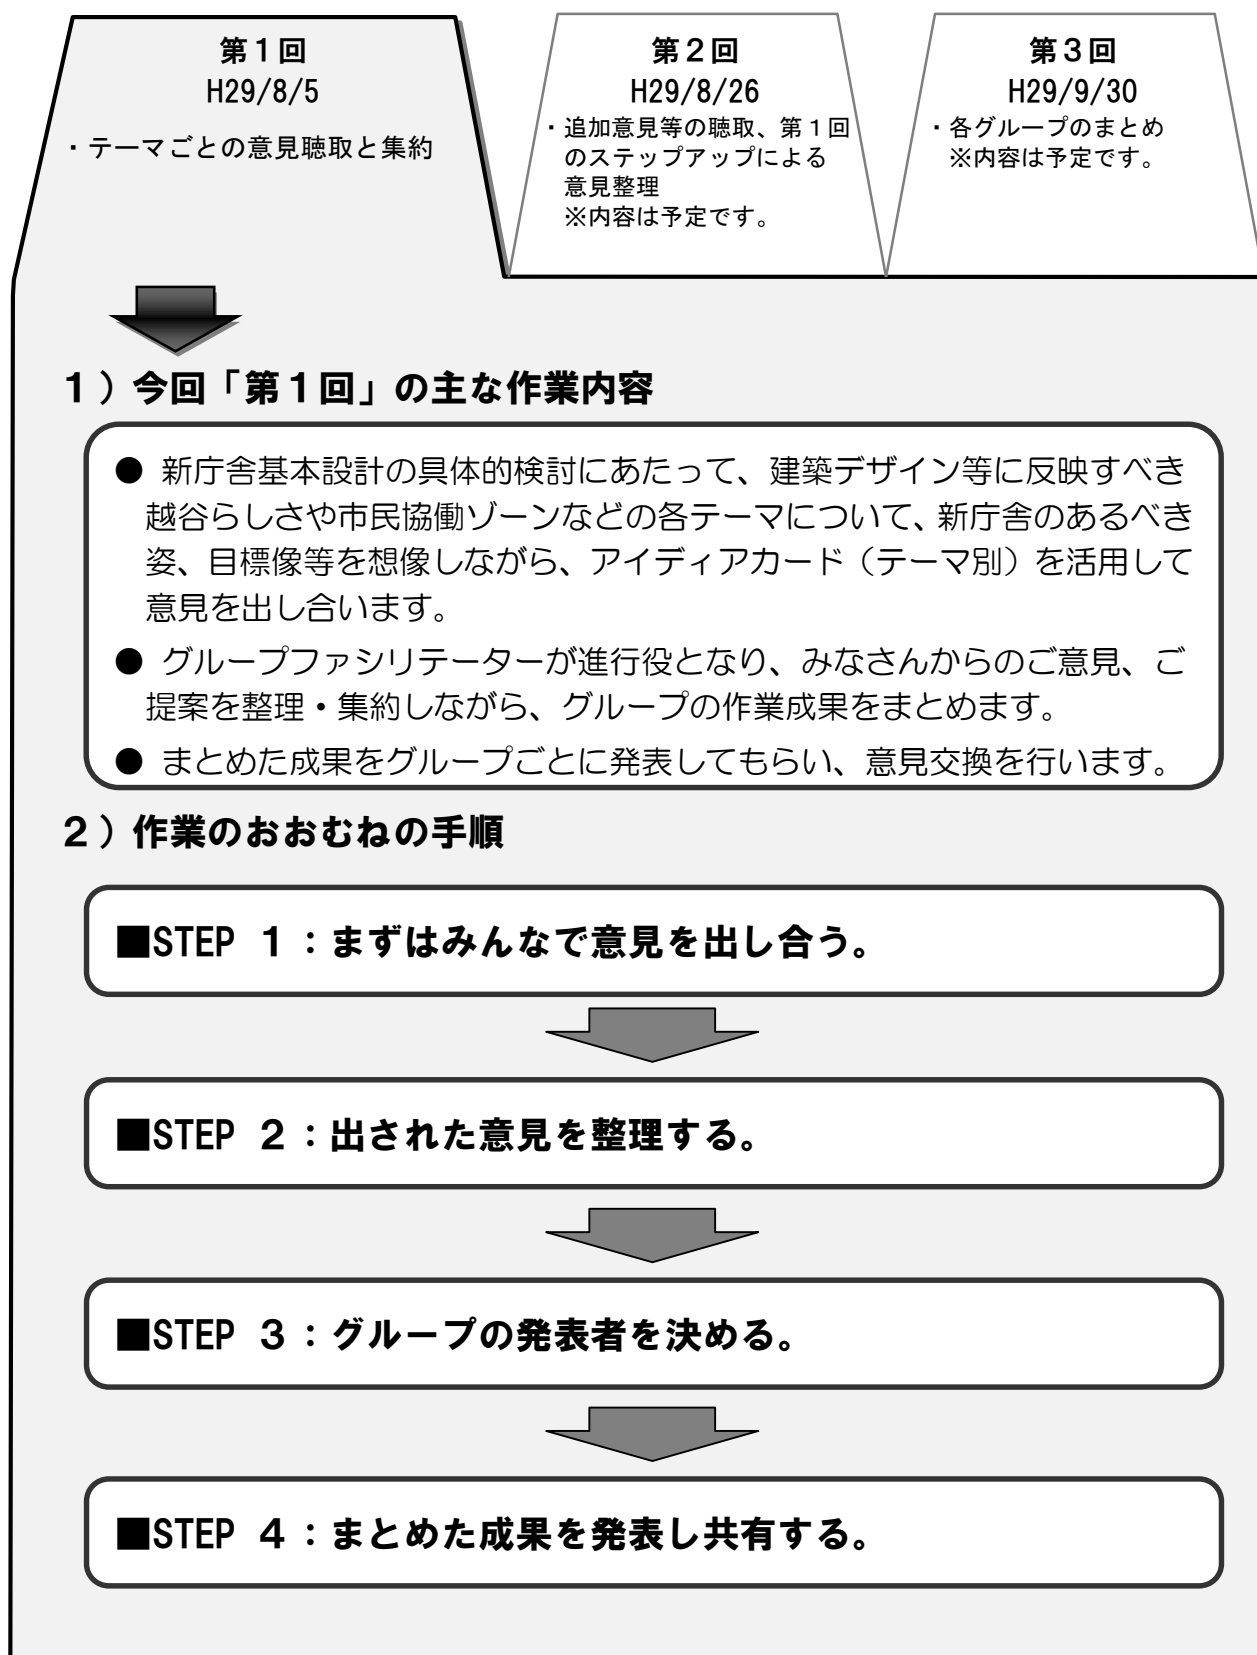 第１回
H29/8/5
・テーマごとの意見聴取と集約
第２回
H29/8/26
・追加意見等の聴取、第１回
のステップアップによる
意見整理
※内容は予定です。
第３回
H29/9/30
・各グループのまとめ
※内容は予定です。
１）今回「第１回」の主な作業内容
● 新庁舎基本設計の具体的検討にあたって、建築デザイン等に反映すべき
越谷らしさや市民協働ゾーンなどの各テーマについて、新庁舎のあるべき
姿、目標像等を想像しながら、アイディアカード（テーマ別）を活用して
意見を出し合います。
● グループファシリテーターが進行役となり、みなさんからのご意見、ご
提案を整理・集約しながら、グループの作業成果をまとめます。
● まとめた成果をグループごとに発表してもらい、意見交換を行います。
２）作業のおおむねの手順
■STEP １：まずはみんなで意見を出し合う。
■STEP ２：出された意見を整理する。
■STEP ３：グループの発表者を決める。
■STEP ４：まとめた成果を発表し共有する。